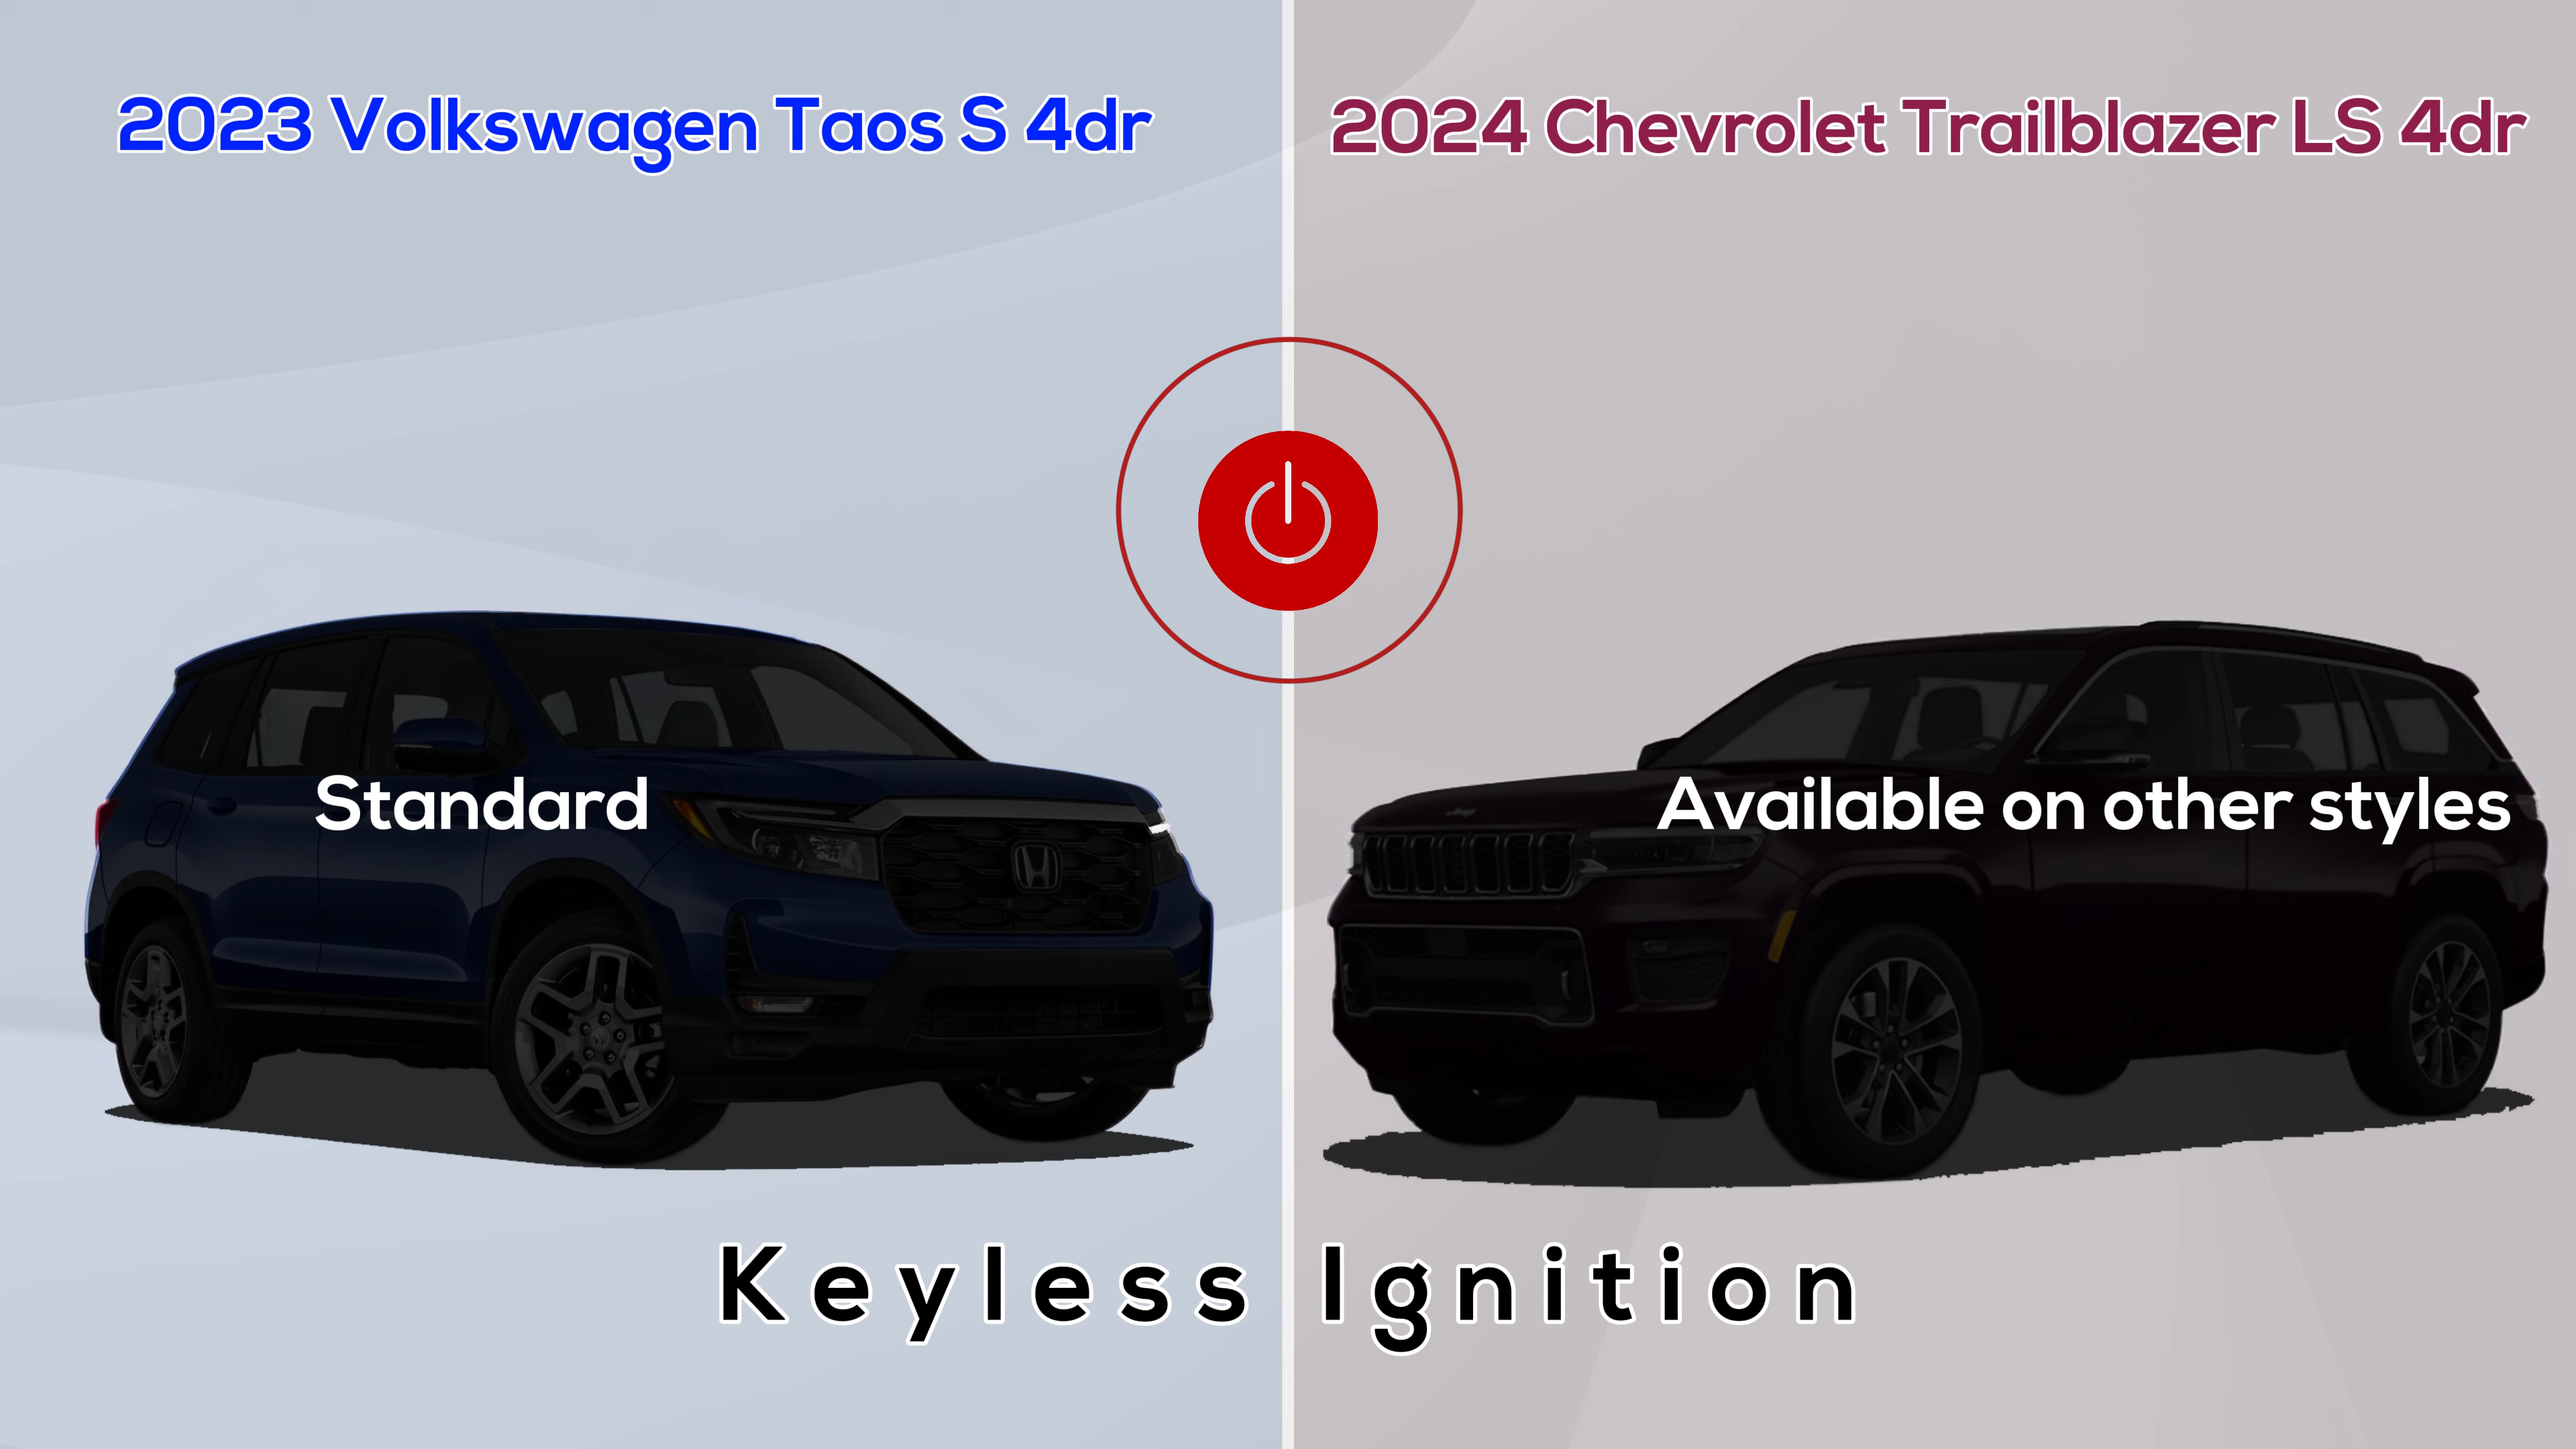 2023 Volkswagen Taos S 4dr
2024 Chevrolet Trailblazer LS 4dr
Standard
Available on other styles
Keyless Ignition